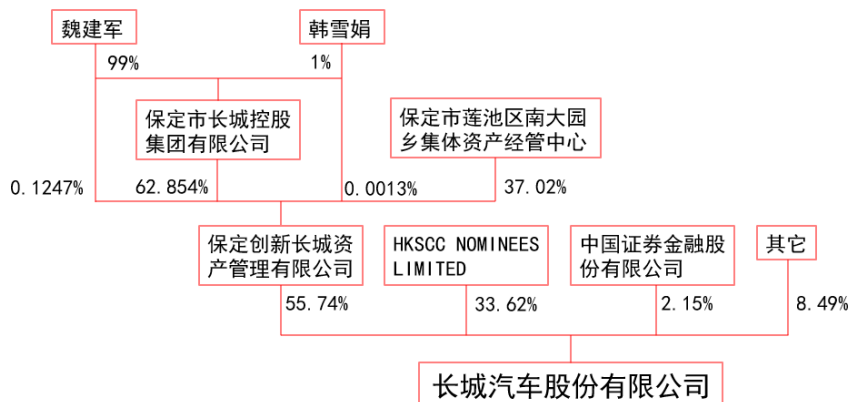 魏建军
韩雪娟
99%
1%
保定市长城控股
集团有限公司
保定市莲池区南大园
乡集体资产经管中心
0.1247%
62.854%
0.0013%
37.02%
保定创新长城资
产管理有限公司
HKSCC NOMINEES
LIMITED
中国证券金融股
份有限公司
其它
55.74%
33.62%
2.15%
8.49%
长城汽车股份有限公司